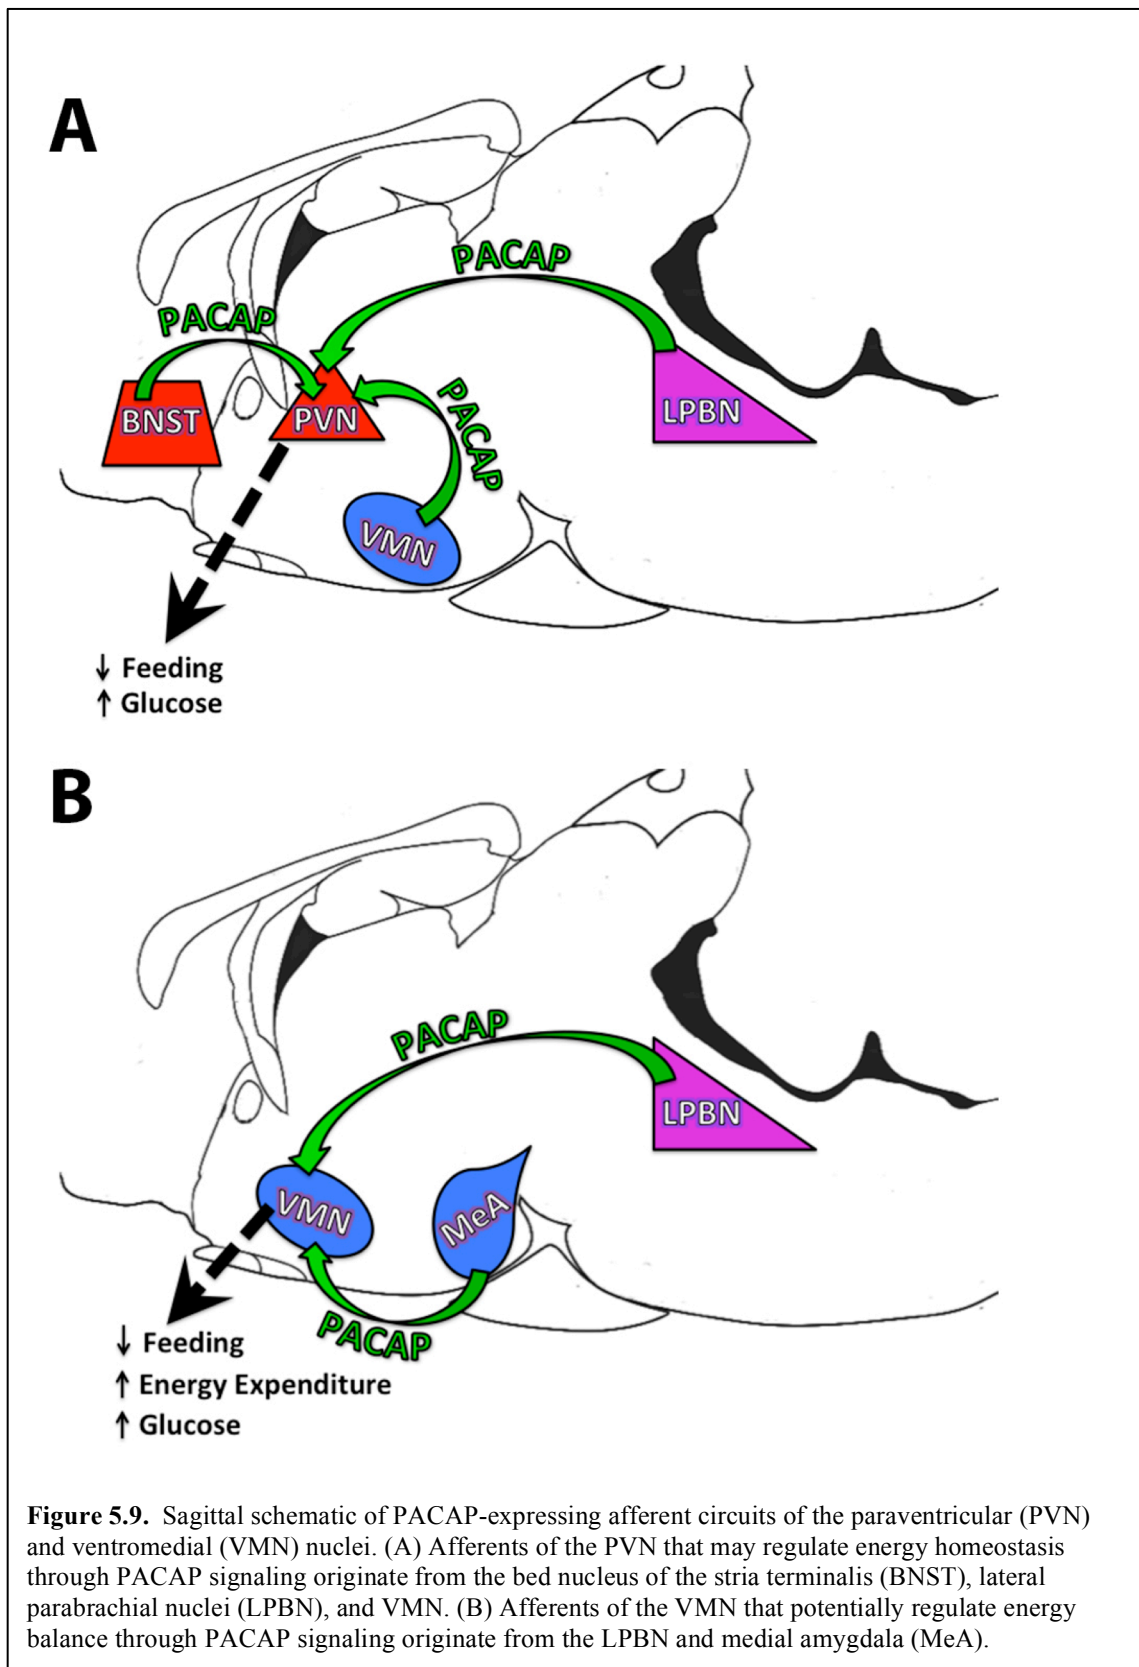 A
PACAP
PACAP
BNST
PVN
PACAP
LPBN
VMN
↓ Feeding
↑ Glucose
B
PACAP
LPBN
VMN
MeA
PACAP
↓ Feeding
↑ Energy Expenditure
↑ Glucose
Figure 5.9. Sagittal schematic of PACAP-expressing afferent circuits of the paraventricular (PVN)
and ventromedial (VMN) nuclei. (A) Afferents of the PVN that may regulate energy homeostasis
through PACAP signaling originate from the bed nucleus of the stria terminalis (BNST), lateral
parabrachial nuclei (LPBN), and VMN. (B) Afferents of the VMN that potentially regulate energy
balance through PACAP signaling originate from the LPBN and medial amygdala (MeA).